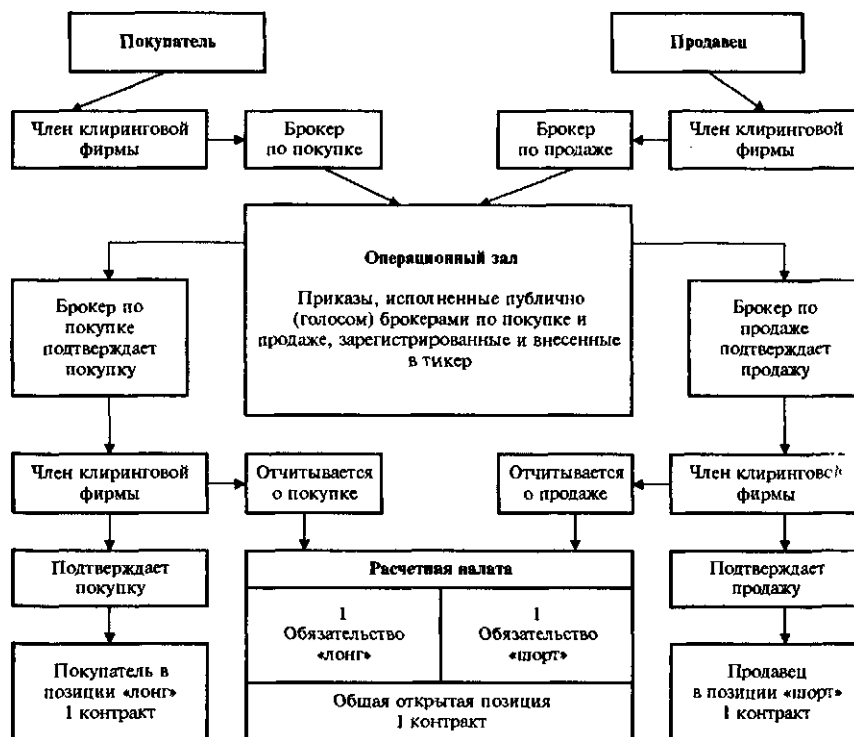 Покупатель
Продавец
Член клиринговой
фирмы
Брокер
по покупке
Брокер
по продаже
Член клиринговой
фирмы
Операционный зал
Приказы, исполненные публично
(голосом) брокерами по покупке и
продаже, зарегистрированные и внесенные
в тикер
Брокер по
покупке
подтверждает
покупку
Брокер по
продаже
подтверждает
продажу
Член клиринговой
фирмы
Отчитывается
о покупке
Отчитывается
о продаже
Член клиринговой
фирмы
Подтверждает
покупку
Расчетная палата
Подтверждает
продажу
1
Обязательство
«лонг»
1
Обязательство
«шорт»
Покупатель в
позиции «лонг»
1 контракт
Общая открытая позиция
1 контракт
Продавец
в позиции «шорт»
1 контракт